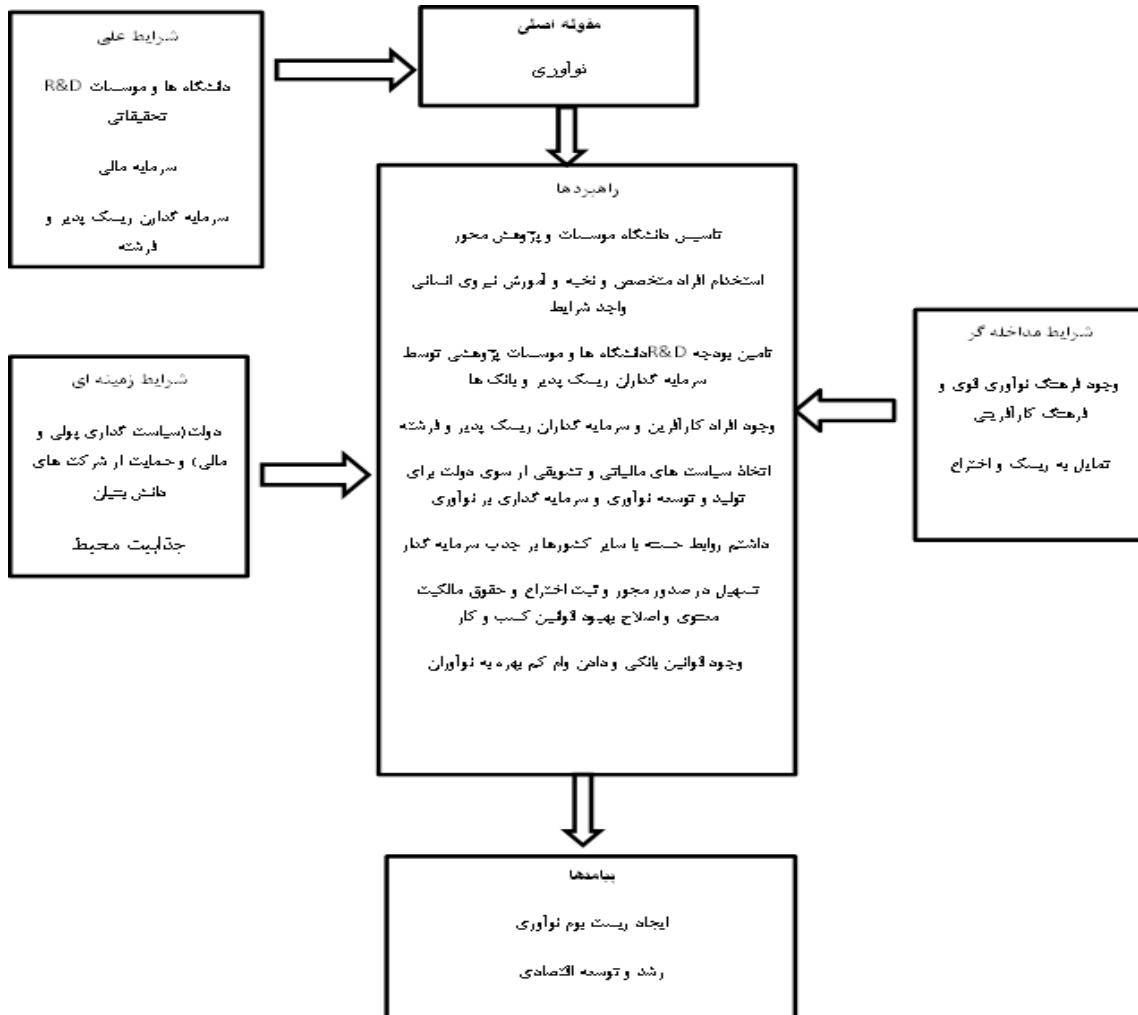 شرایط علی
دانشگاه ها و موسسات R&D
تحقیقاتی
سرمایه مالی
سرمایه گذارن ریسک پذیر و
فرشته
مقوله اصلی
نوآوری
راهبردها
تاسیس دانشگاه موسسات و پژوهش محور
استخدام افراد متخصص و نخبه و آموزش نیروی انسانی
واجد شرایط
تامین بودجه R&Dدانشگاه ها و موسسات پژوهشی توسط
سرمایه گذاران ریسک پذیر و بانک ها
وجود افراد کارآفرین و سرمایه گذاران ریسک پذیر و فرشته
اتخاذ سیاست های مالیاتی و تشویقی از سوی دولت برای
تولید و توسعه نوآوری و سرمایه گذاری بر نوآوری
داشتم روابط حسنه با سایر کشورها بر جذب سرمایه گذار
تسهیل در صدور مجوز و ثبت اختراع و حقوق مالکیت
معنوی و اصلاح بهبود قوانین کسب و کار
وجود قوانین بانکی و دادن وام کم بهره به نوآوران
شرایط مداخله گر
وجود فرهنگ نوآوری قوی و
فرهنگ کارآفرینی
تمایل به ریسک و اختراع
شرایط زمینه ای
دولت(سیاست گذاری پولی و
مالی) و حمایت از شرکت های
دانش بنیان
جذابیت محیط
پیامدها
ایجاد زیست بوم نوآوری
رشد و توسعه اقتصادی